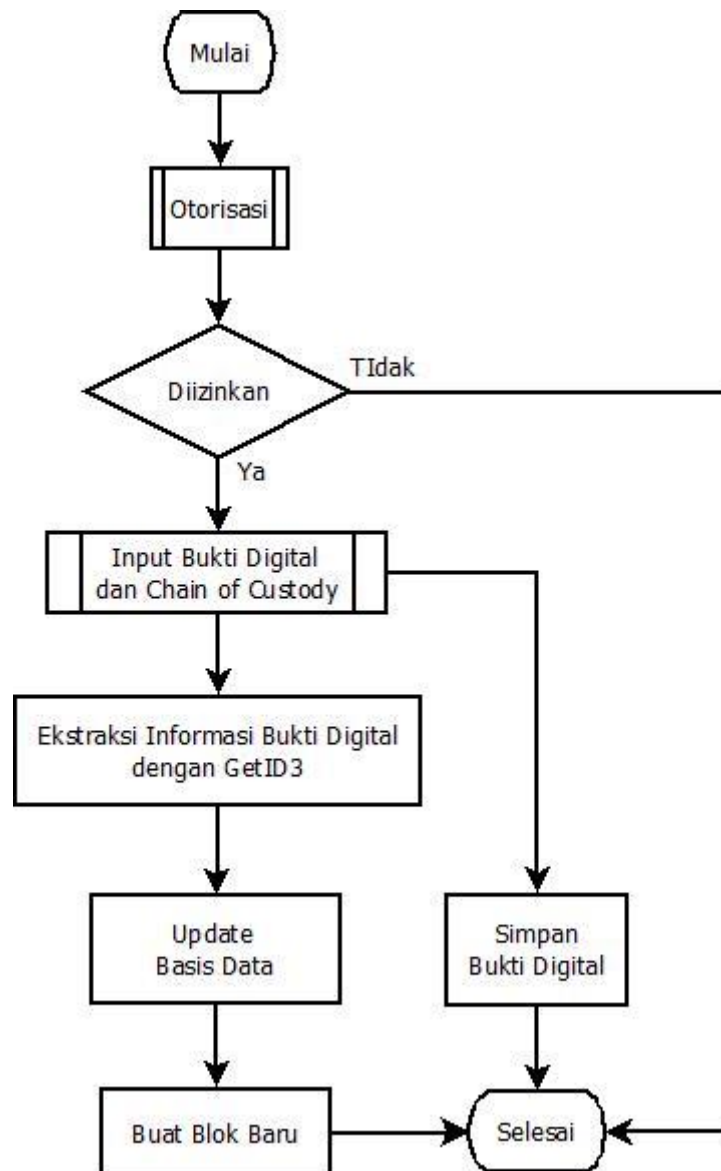 Mulai
Otorisasi
Diizinkan
TIdak
Ya
Input Bukti Digital
dan Chain of Custody
Ekstraksi Informasi Bukti Digital
dengan GetID3
Update
Basis Data
Simpan
Bukti Digital
Buat Blok Baru
Selesai